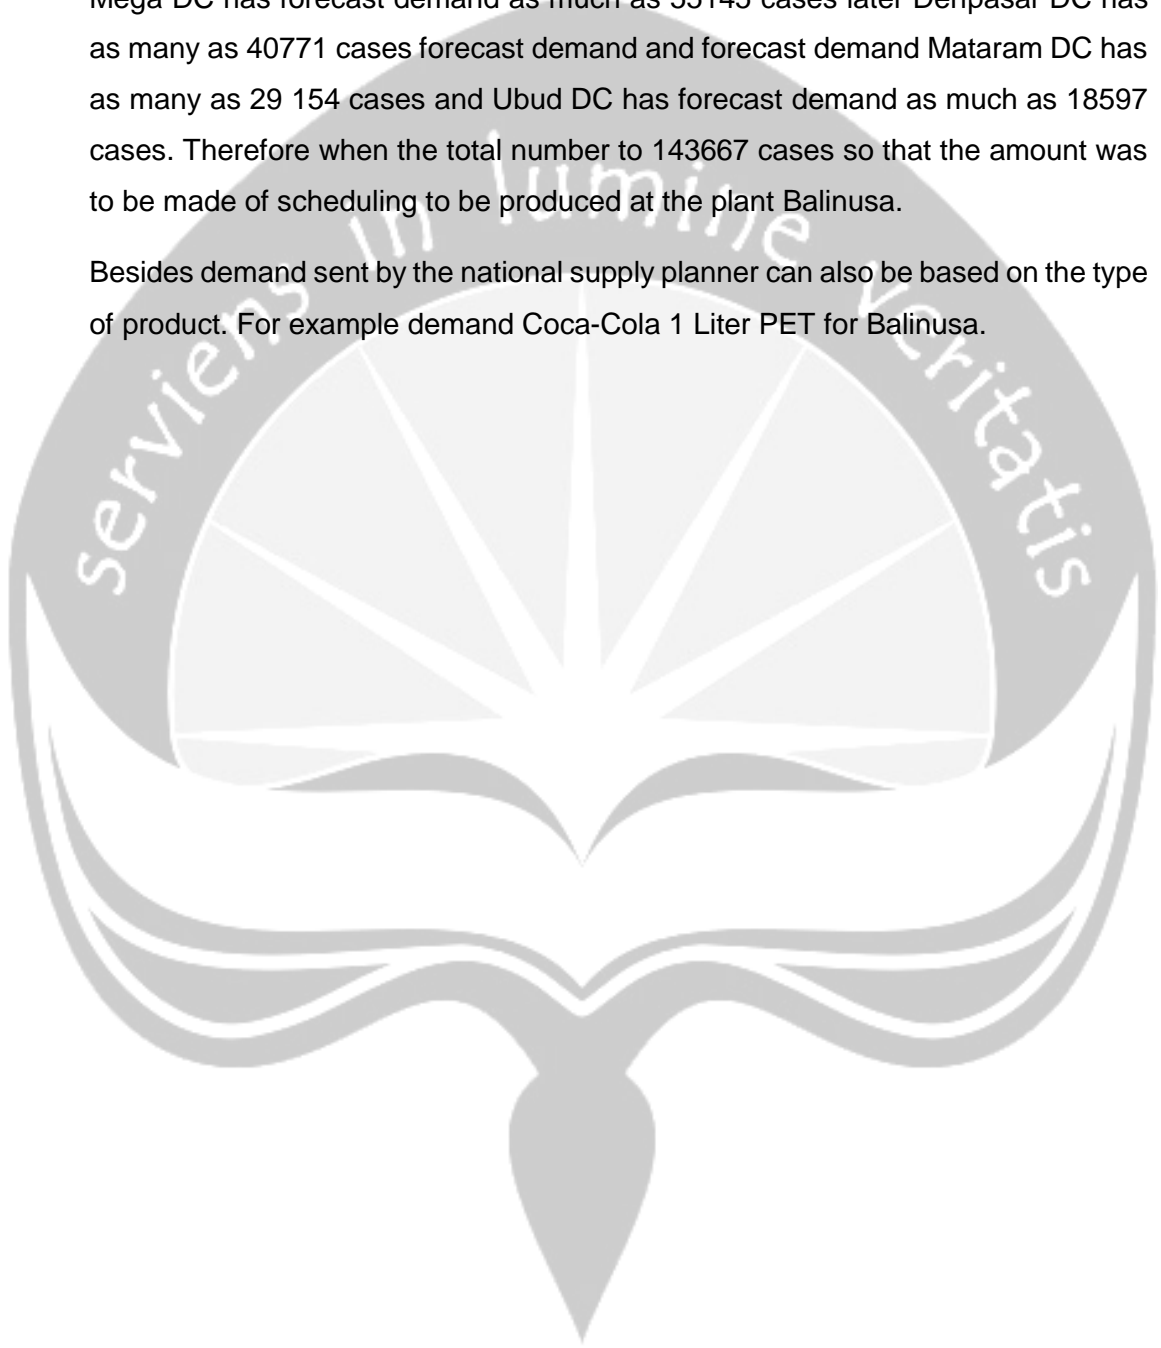 Mega DC has forecast demand as much as 55145 cases later Denpasar DC has
as many as 40771 cases forecast demand and forecast demand Mataram DC has
as many as 29 154 cases and Ubud DC has forecast demand as much as 18597
cases. Therefore when the total number to 143667 cases so that the amount was
to be made of scheduling to be produced at the plant Balinusa.
Besides demand sent by the national supply planner can also be based on the type
of product. For example demand Coca-Cola 1 Liter PET for Balinusa.
serviens in lumine veritatis